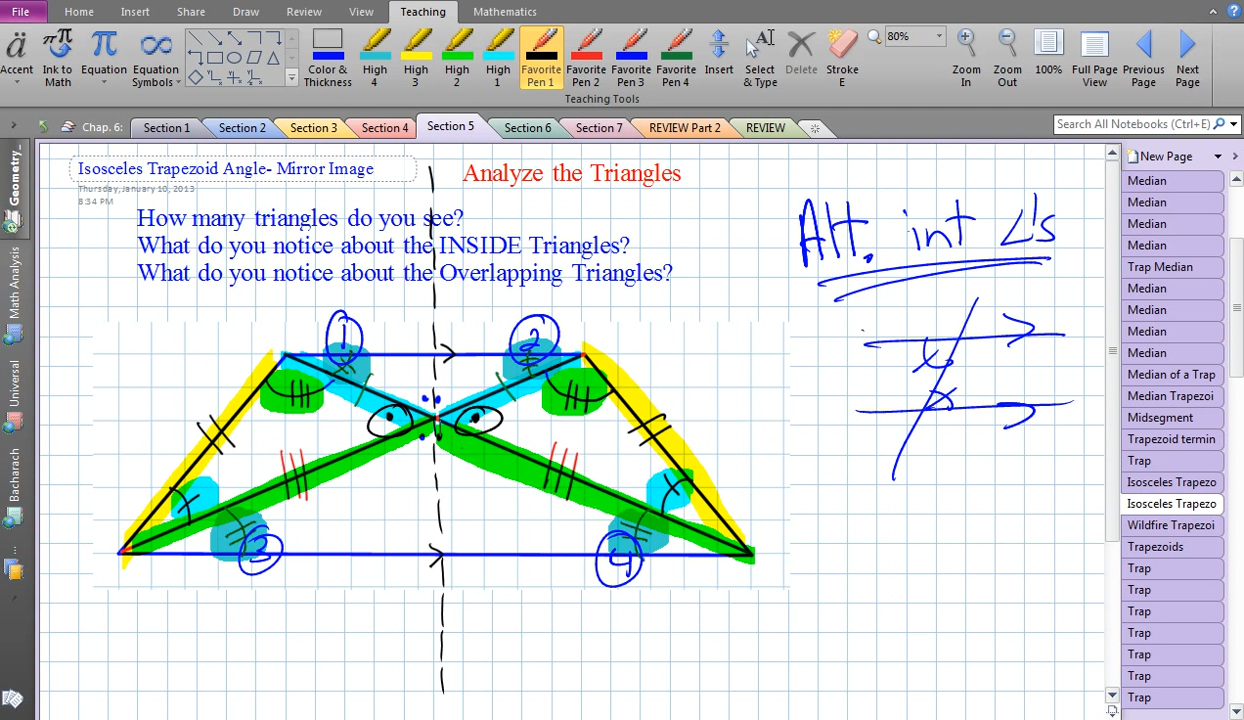 File
Home
Insert
Share
Draw
Review
View
Teaching
Mathematics
ä
Accent
Ink to Math
π
Equation
∞
Equation Symbols
Color & Thickness
High 4
High 3
High 2
High 1
Favorite Pen 1
Favorite Pen 2
Favorite Pen 3
Favorite Pen 4
Insert
Select & Type
Delete
Stroke E
80%
Zoom In
Zoom Out
100%
Full Page View
Previous Page
Next Page
Teaching Tools
Chap. 6:
Section 1
Section 2
Section 3
Section 4
Section 5
Section 6
Section 7
REVIEW Part 2
REVIEW
Search All Notebooks (Ctrl+E)
Geometry_
Math Analysis
Universal
Bacharach
Isosceles Trapezoid Angle- Mirror Image
Thursday, January 10, 2013
8:34 PM
Analyze the Triangles
How many triangles do you see?
What do you notice about the INSIDE Triangles?
What do you notice about the Overlapping Triangles?
Alt. int ∠'s
1
2
3
4
New Page
Median
Median
Median
Median
Trap Median
Median
Median
Median
Median
Median of a Trap
Median Trapezoi
Midsegment
Trapezoid termin
Trap
Isosceles Trapezo
Isosceles Trapezo
Wildfire Trapezoi
Trapezoids
Trap
Trap
Trap
Trap
Trap
Trap
Trap